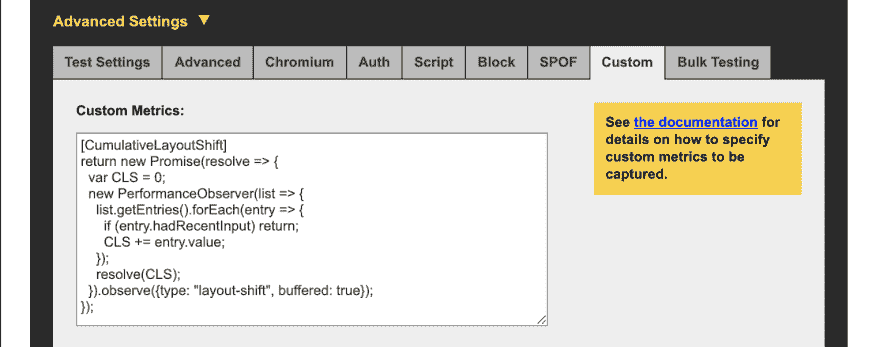 Advanced Settings ▼
Test Settings
Advanced
Chromium
Auth
Script
Block
SPOF
Custom
Bulk Testing
Custom Metrics:
[CumulativeLayoutShift]
return new Promise(resolve => {
  var CLS = 0;
  new PerformanceObserver(list => {
    list.getEntries().forEach(entry => {
      if (entry.hadRecentInput) return;
      CLS += entry.value;
    });
    resolve(CLS);
  }).observe({type: "layout-shift", buffered: true});
});
See the documentation for
details on how to specify
custom metrics to be
captured.